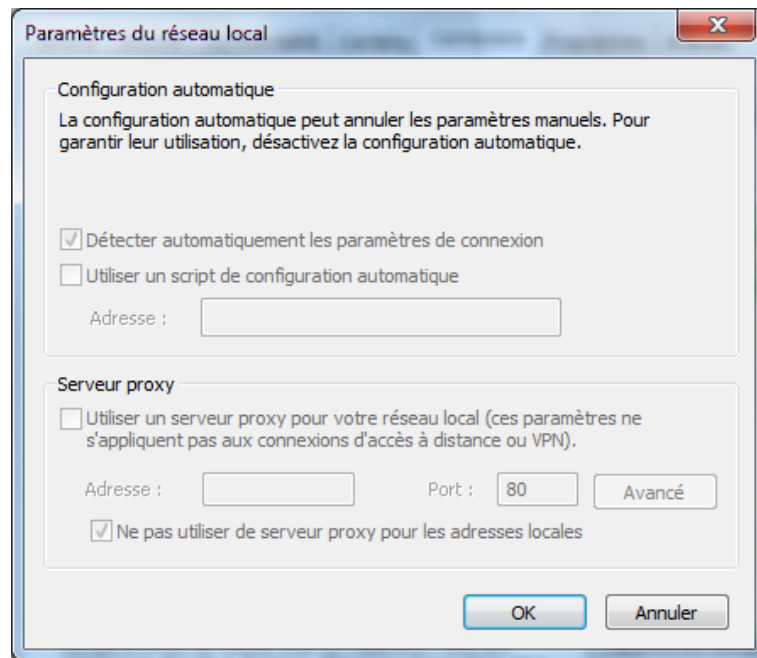 Paramètres du réseau local
Configuration automatique
La configuration automatique peut annuler les paramètres manuels. Pour
garantir leur utilisation, désactivez la configuration automatique.
Détecter automatiquement les paramètres de connexion
Utiliser un script de configuration automatique
Adresse :
Serveur proxy
Utiliser un serveur proxy pour votre réseau local (ces paramètres ne
s'appliquent pas aux connexions d'accès à distance ou VPN).
Adresse : Port : 80 Avancé
Ne pas utiliser de serveur proxy pour les adresses locales
OK Annuler